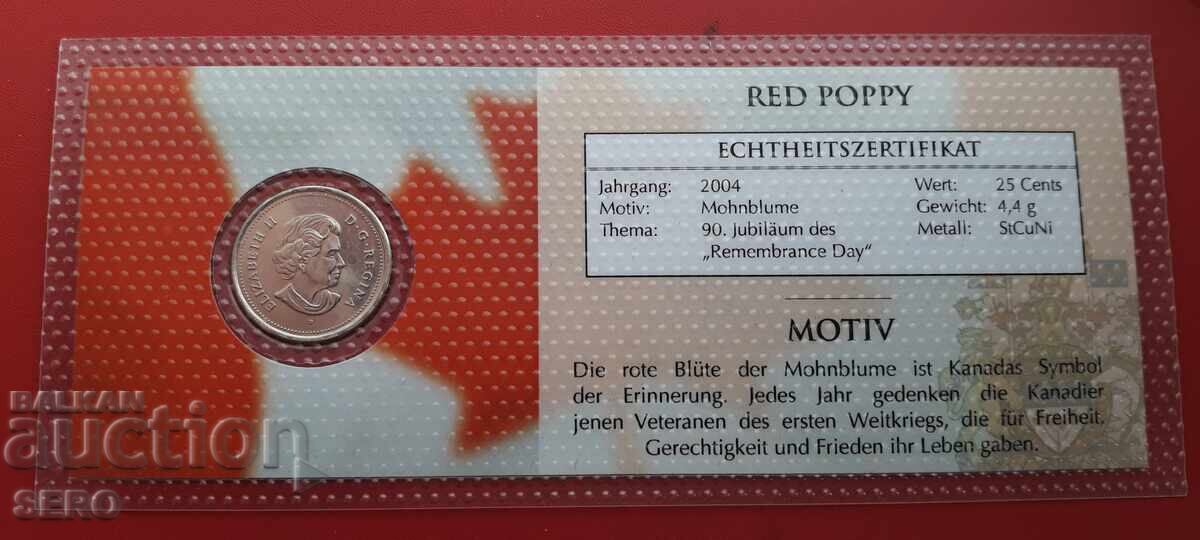 RED POPPY
ECHTHEITSZERTIFIKAT
Jahrgang: 2004 Wert: 25 Cents
Motiv: Mohnblume Gewicht: 4,4 g
Thema: 90. Jubiläum des Metall: StCuNi
„Remembrance Day“
MOTIV
Die rote Blüte der Mohnblume ist Kanadas Symbol
der Erinnerung. Jedes Jahr gedenken die Kanadier
jenen Veteranen des ersten Weltkriegs, die für Freiheit,
Gerechtigkeit und Frieden ihr Leben gaben.
ELIZABETH II D·G·REGINA
BALKAN
auction
SERO